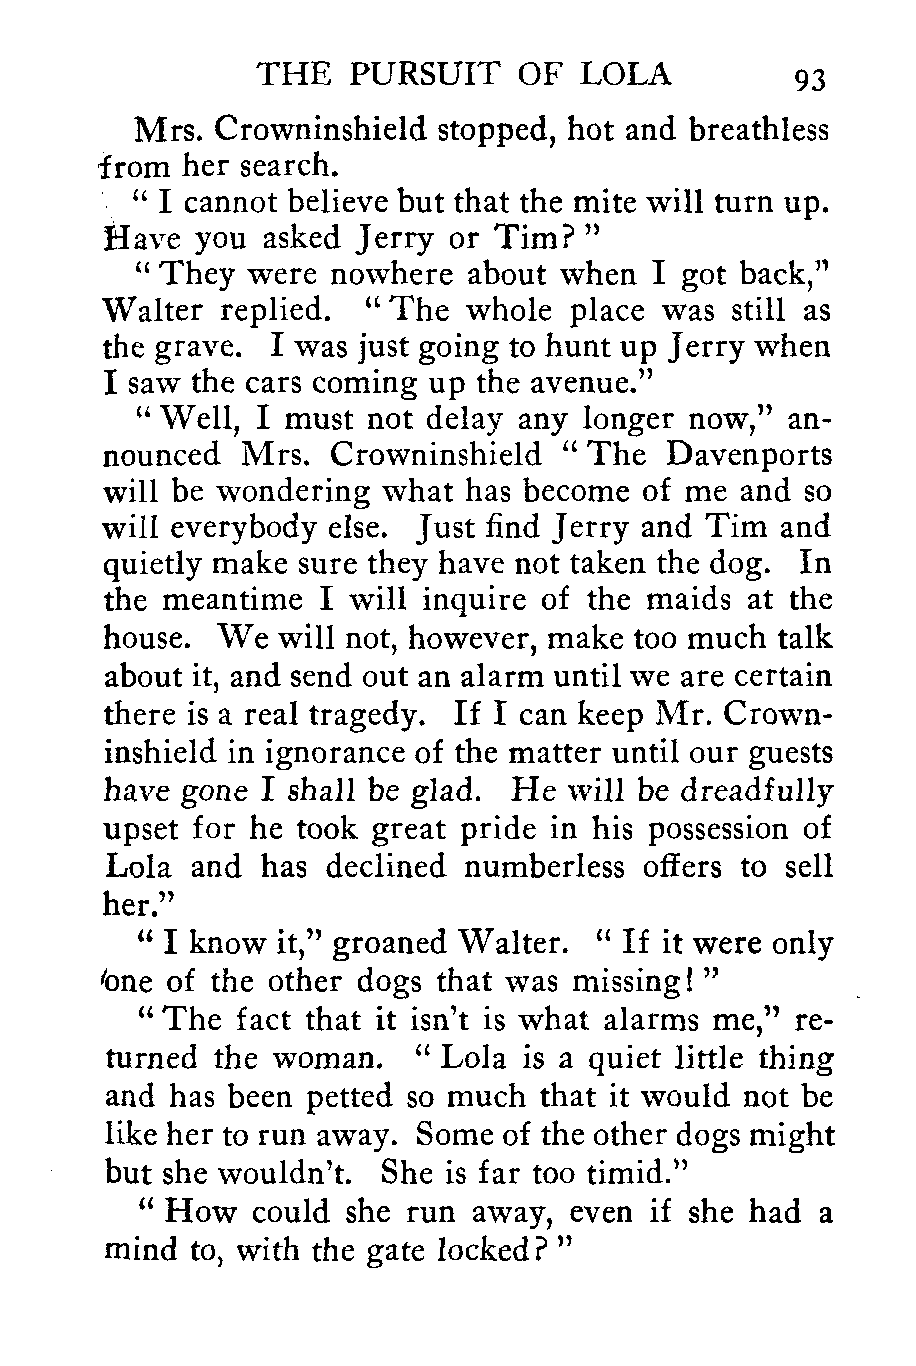 THE PURSUIT OF LOLA 93
Mrs. Crowninshield stopped, hot and breathless
from her search.
“ I cannot believe but that the mite will turn up.
Have you asked Jerry or Tim? ”
“ They were nowhere about when I got back,”
Walter replied. “ The whole place was still as
the grave. I was just going to hunt up Jerry when
I saw the cars coming up the avenue.”
“ Well, I must not delay any longer now,” an-
nounced Mrs. Crowninshield “ The Davenports
will be wondering what has become of me and so
will everybody else. Just find Jerry and Tim and
quietly make sure they have not taken the dog. In
the meantime I will inquire of the maids at the
house. We will not, however, make too much talk
about it, and send out an alarm until we are certain
there is a real tragedy. If I can keep Mr. Crown-
inshield in ignorance of the matter until our guests
have gone I shall be glad. He will be dreadfully
upset for he took great pride in his possession of
Lola and has declined numberless offers to sell
her.”
“ I know it,” groaned Walter. “ If it were only
one of the other dogs that was missing! ”
“ The fact that it isn’t is what alarms me,” re-
turned the woman. “ Lola is a quiet little thing
and has been petted so much that it would not be
like her to run away. Some of the other dogs might
but she wouldn’t. She is far too timid.”
“ How could she run away, even if she had a
mind to, with the gate locked? ”